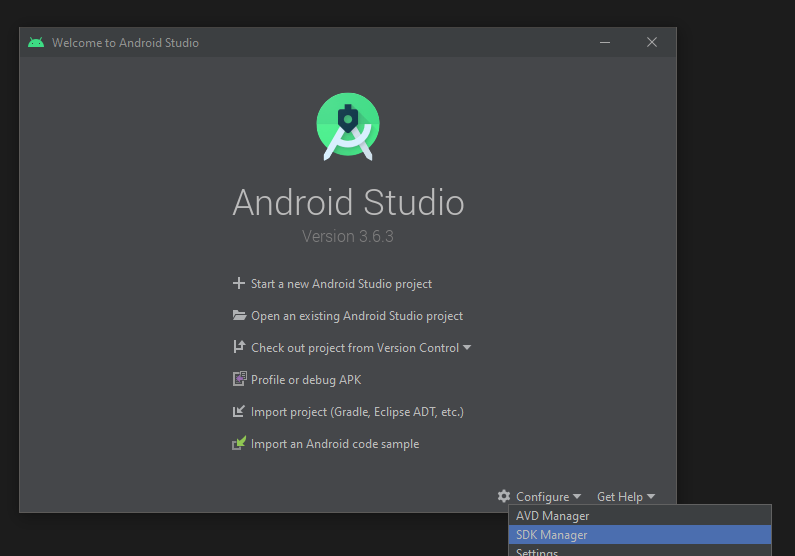 Welcome to Android Studio
Android Studio
Version 3.6.3
Start a new Android Studio project
Open an existing Android Studio project
Check out project from Version Control
Profile or debug APK
Import project (Gradle, Eclipse ADT, etc.)
Import an Android code sample
Configure Get Help
AVD Manager
SDK Manager
Settings